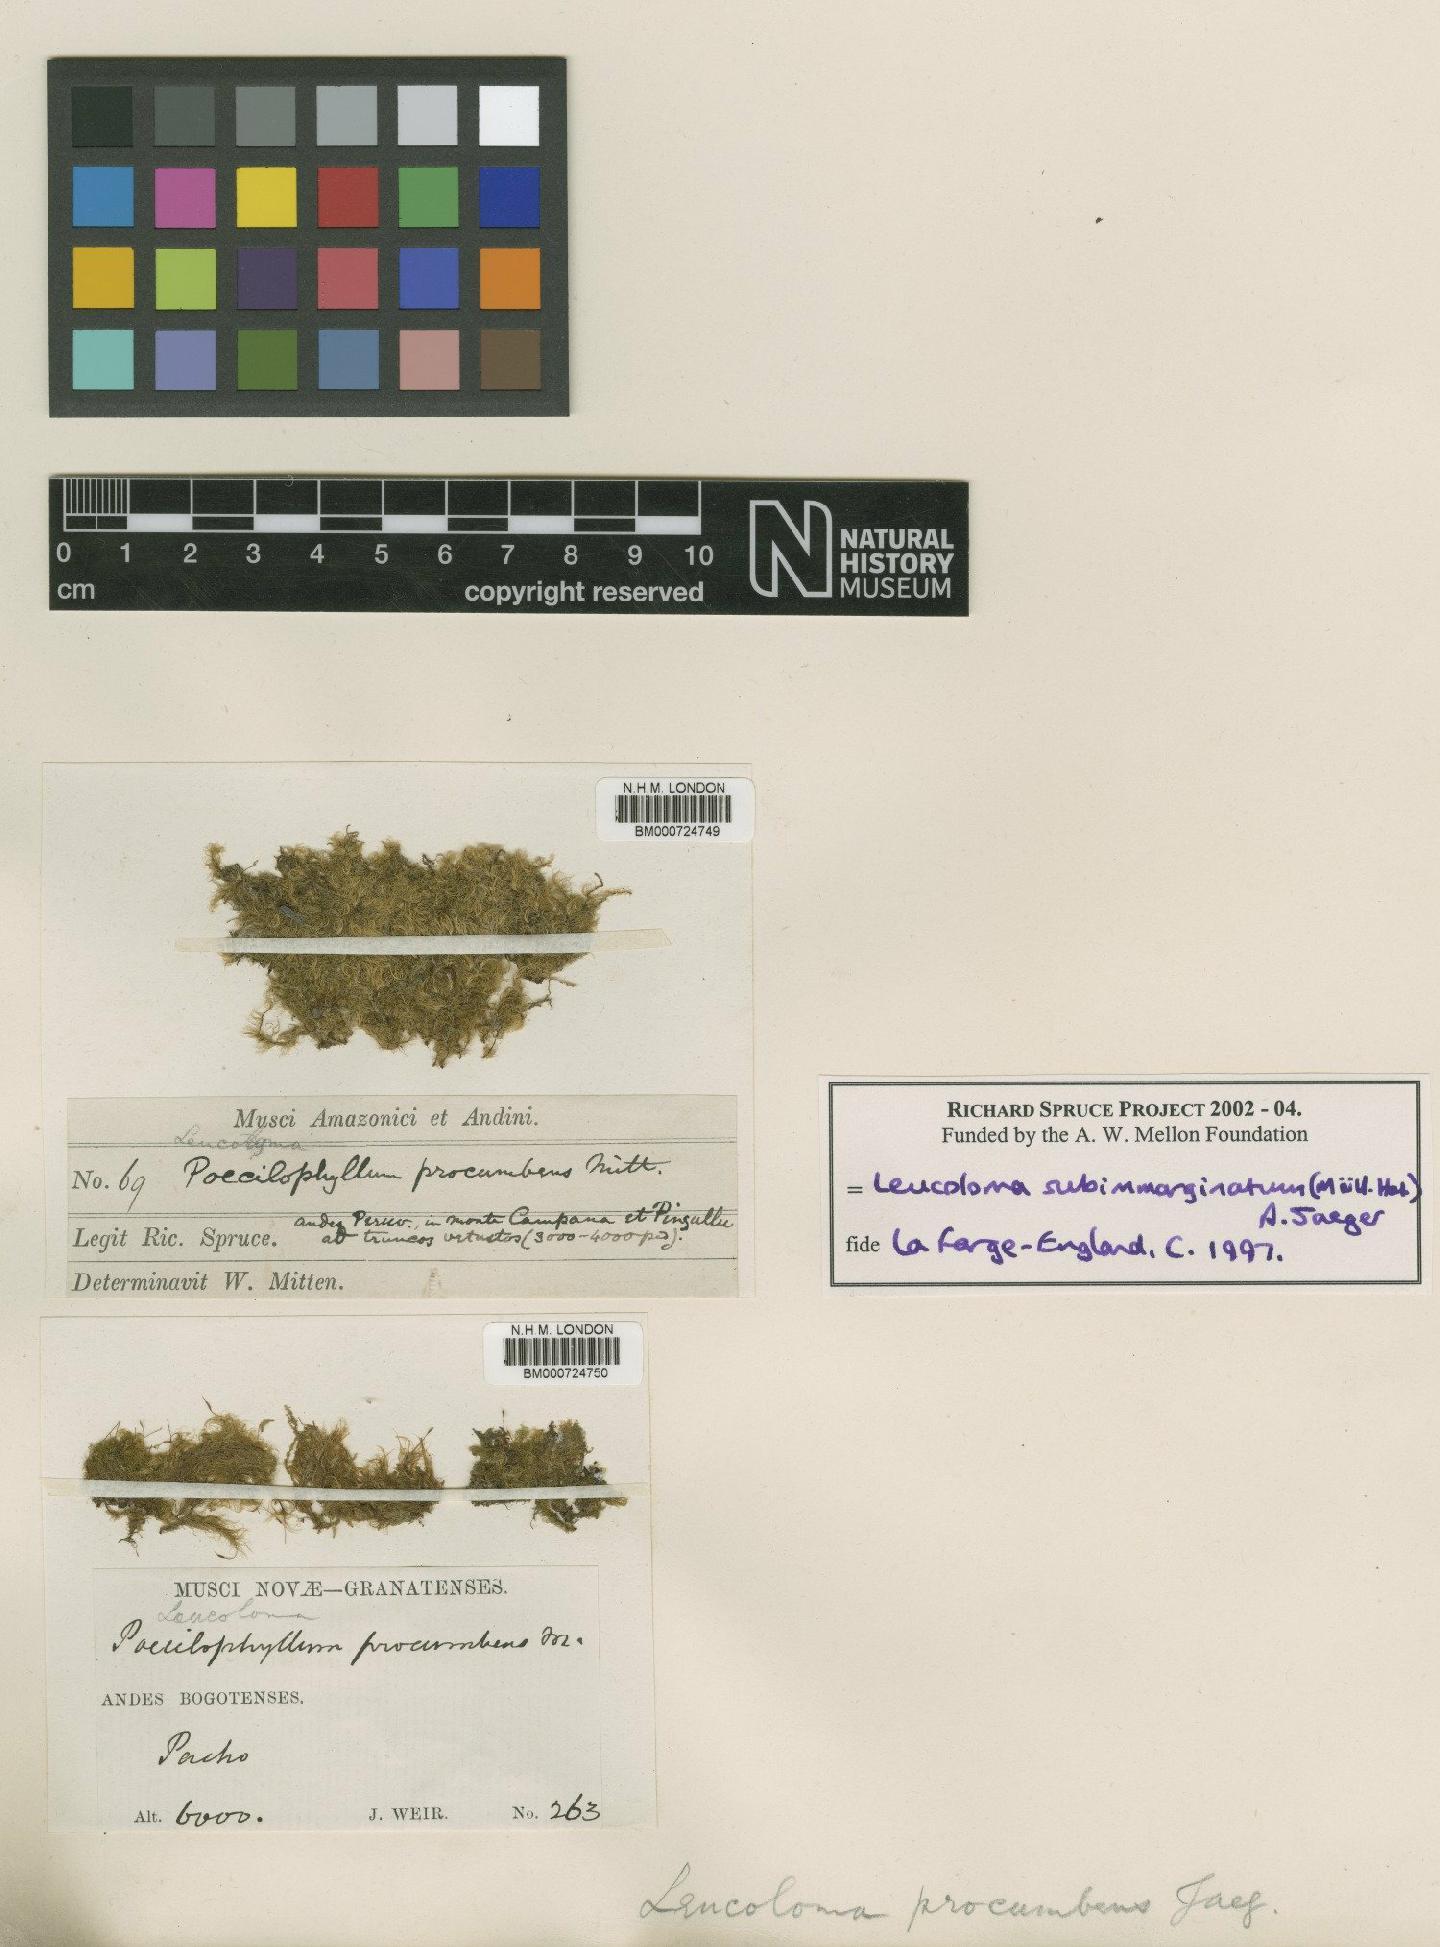 0 1 2 3 4 5 6 7 8 9 10
cm
copyright reserved
NATURAL
HISTORY
MUSEUM
N.H.M. LONDON
BM000724749
Musci Amazonici et Andini.
Leucoloma
No. 69 Poecilophyllum procumbens Mitt.
Legit Ric. Spruce.
andes Peruv., in monte Campana et Pingullu
ad truncos vetustos (3000-4000 pd).
Determinavit W. Mitten.
RICHARD SPRUCE PROJECT 2002 - 04.
Funded by the A. W. Mellon Foundation
= Leucoloma subimmarginatum (Müll. Hal.)
A. Jaeger
fide La Farge-England, C. 1997.
N.H.M. LONDON
BM000724750
MUSCI NOVÆ—GRANATENSES.
Leucoloma
Poecilophyllum procumbens M.
ANDES BOGOTENSES.
Pacho
Alt. 6000. J. WEIR. No. 263
Leucoloma procumbens Jaeg.